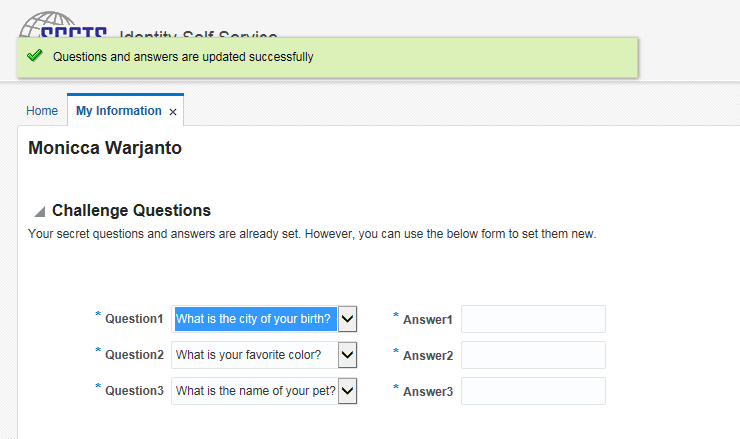 Identity Self Service
Questions and answers are updated successfully
Home
My Information ×
Monicca Warjanto
Challenge Questions
Your secret questions and answers are already set. However, you can use the below form to set them new.
* Question1 What is the city of your birth? * Answer1
* Question2 What is your favorite color? * Answer2
* Question3 What is the name of your pet? * Answer3